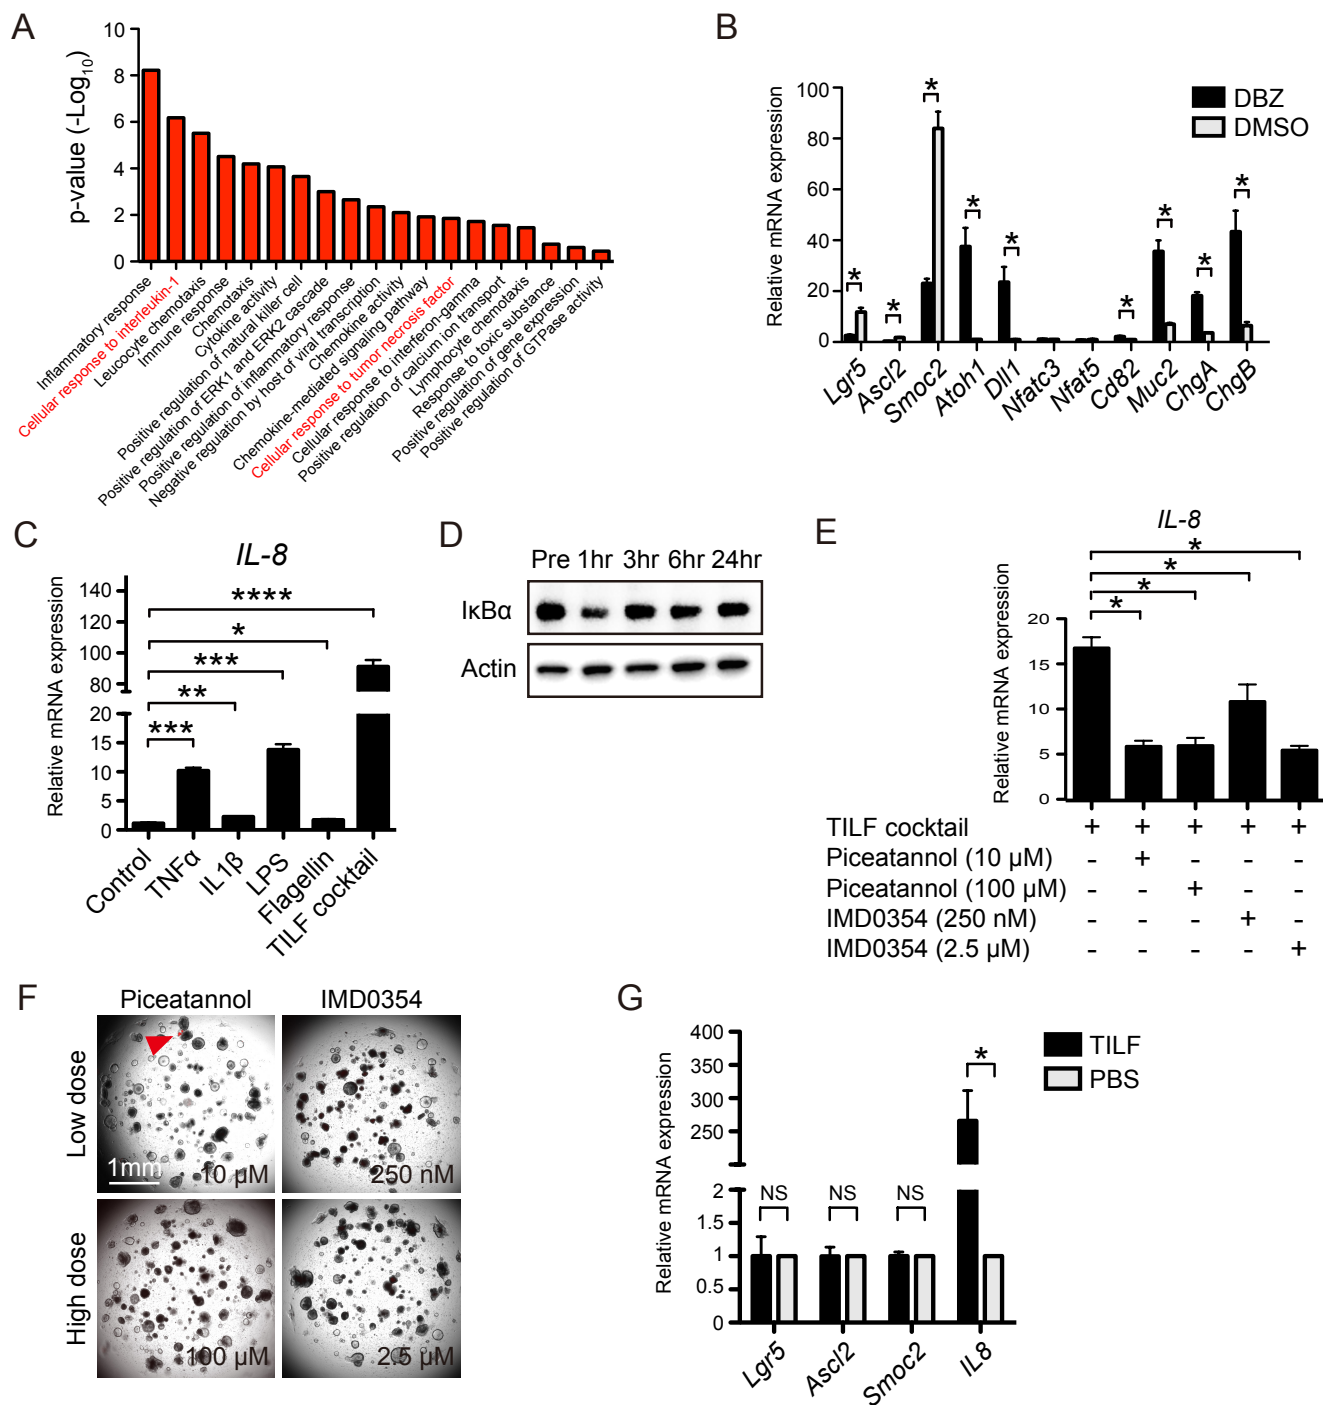 A
p-value (-Log10)
10
8
6
4
2
0
Inflammatory response
Cellular response to interleukin-1
Leucocyte chemotaxis
Immune response
Chemotaxis
Cytokine activity
Positive regulation of natural killer cell
Positive regulation of ERK1 and ERK2 cascade
Positive regulation of inflammatory response
Negative regulation by host of viral transcription
Chemokine activity
Chemokine-mediated signaling pathway
Cellular response to tumor necrosis factor
Cellular response to interferon-gamma
Positive regulation of calcium ion transport
Lymphocyte chemotaxis
Response to toxic substance
Positive regulation of gene expression
Positive regulation of GTPase activity
B
Relative mRNA expression
100
80
60
40
20
0
DBZ
DMSO
* * * * * * * * *
Lgr5
Ascl2
Smoc2
Atoh1
Dll1
Nfatc3
Nfat5
Cd82
Muc2
ChgA
ChgB
C
IL-8
Relative mRNA expression
140
120
100
80
20
15
10
5
0
****
*
***
**
***
Control
TNFα
IL1β
LPS
Flagellin
TILF cocktail
D
Pre 1hr 3hr 6hr 24hr
IκBα
Actin
E
IL-8
Relative mRNA expression
20
15
10
5
0
*
*
*
*
TILF cocktail + + + + +
Piceatannol (10 µM) - + - - -
Piceatannol (100 µM) - - + - -
IMD0354 (250 nM) - - - + -
IMD0354 (2.5 µM) - - - - +
F
Piceatannol IMD0354
Low dose
1mm
10 µM
250 nM
High dose
100 µM
2.5 µM
G
Relative mRNA expression
400
350
300
250
200
2
1.5
1
0.5
0
TILF
PBS
NS NS NS *
Lgr5
Ascl2
Smoc2
IL8